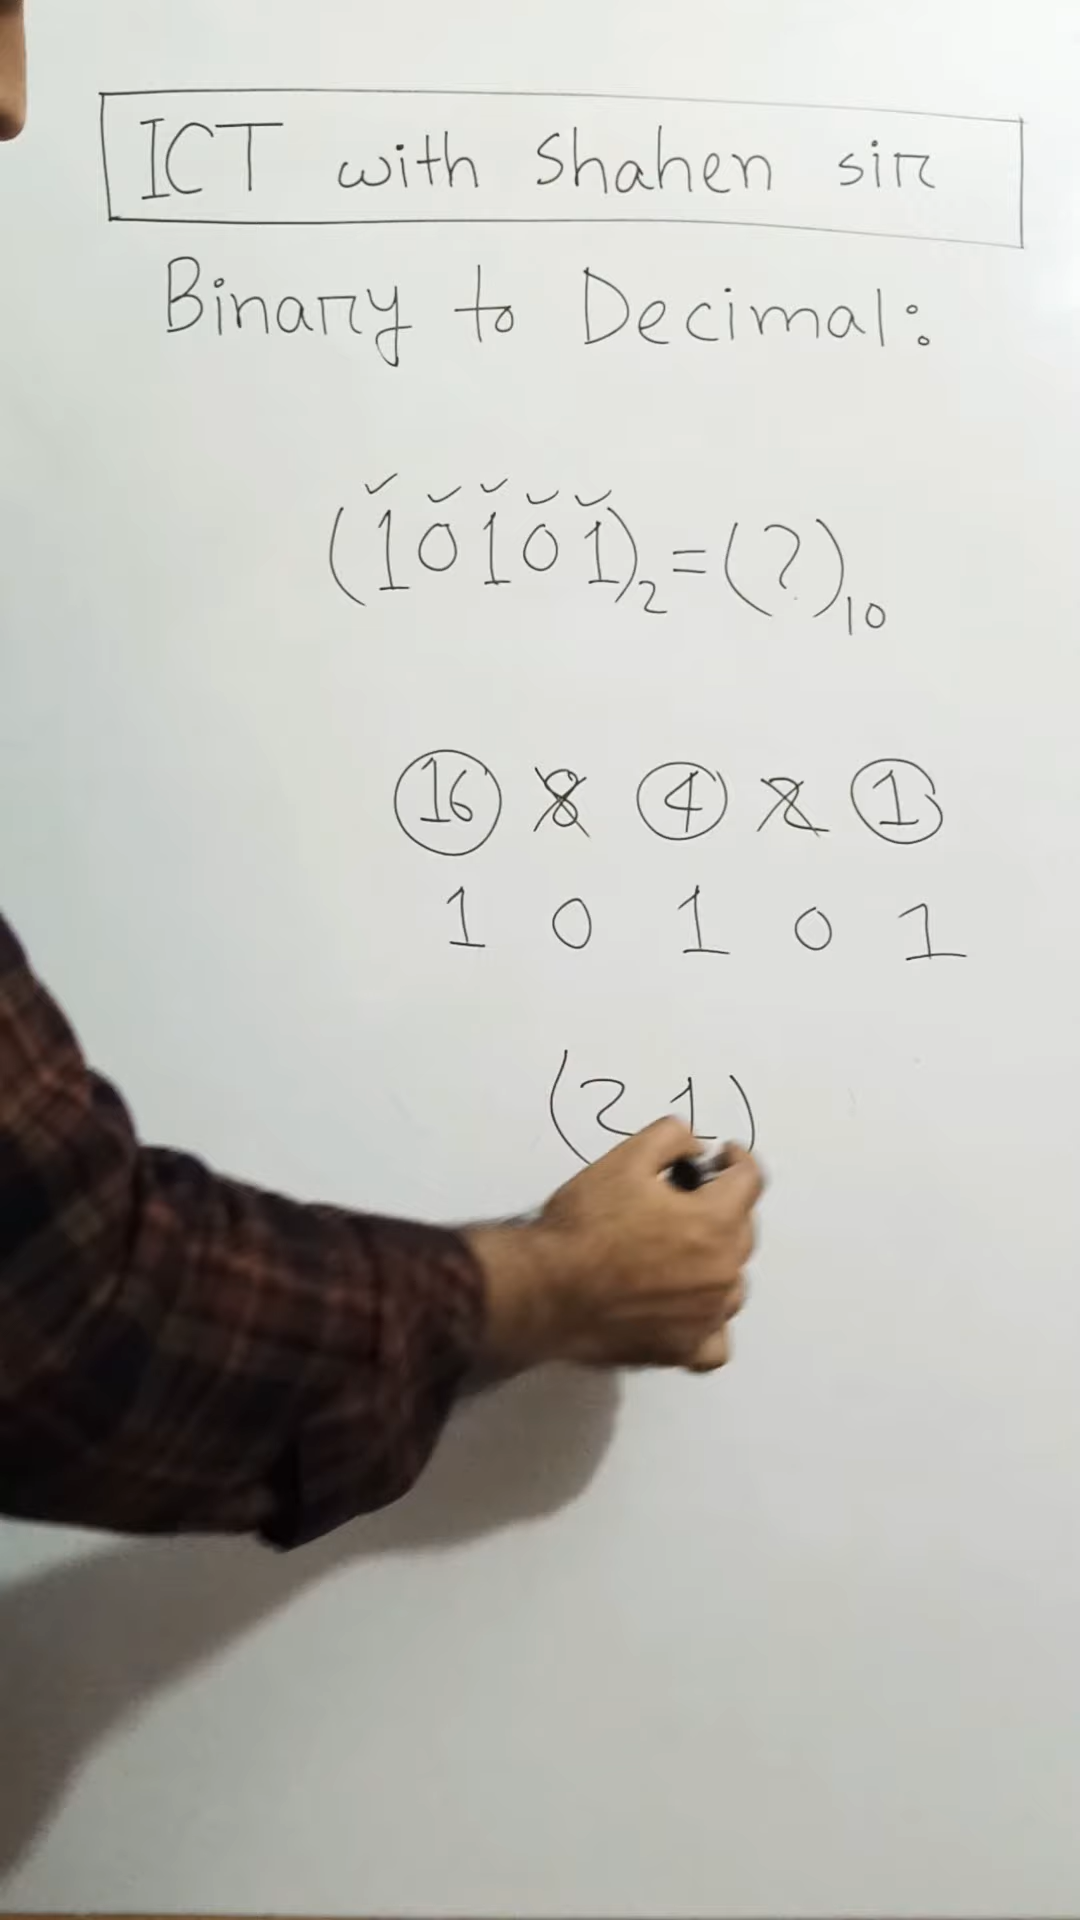 ICT with Shahen sir
Binary to Decimal:
(10101)₂=(?)₁₀
16 8 4 2 1
1 0 1 0 1
(21)